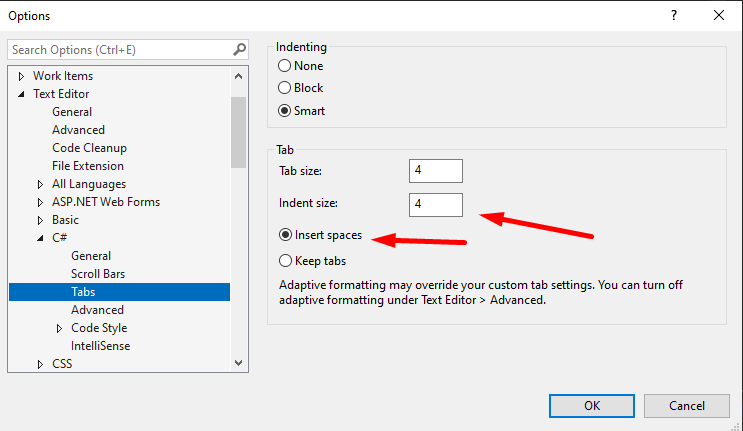 Options
?
Search Options (Ctrl+E)
Work Items
Text Editor
General
Advanced
Code Cleanup
File Extension
All Languages
ASP.NET Web Forms
Basic
C#
General
Scroll Bars
Tabs
Advanced
Code Style
IntelliSense
CSS
Indenting
None
Block
Smart
Tab
Tab size: 4
Indent size: 4
Insert spaces
Keep tabs
Adaptive formatting may override your custom tab settings. You can turn off
adaptive formatting under Text Editor > Advanced.
OK Cancel